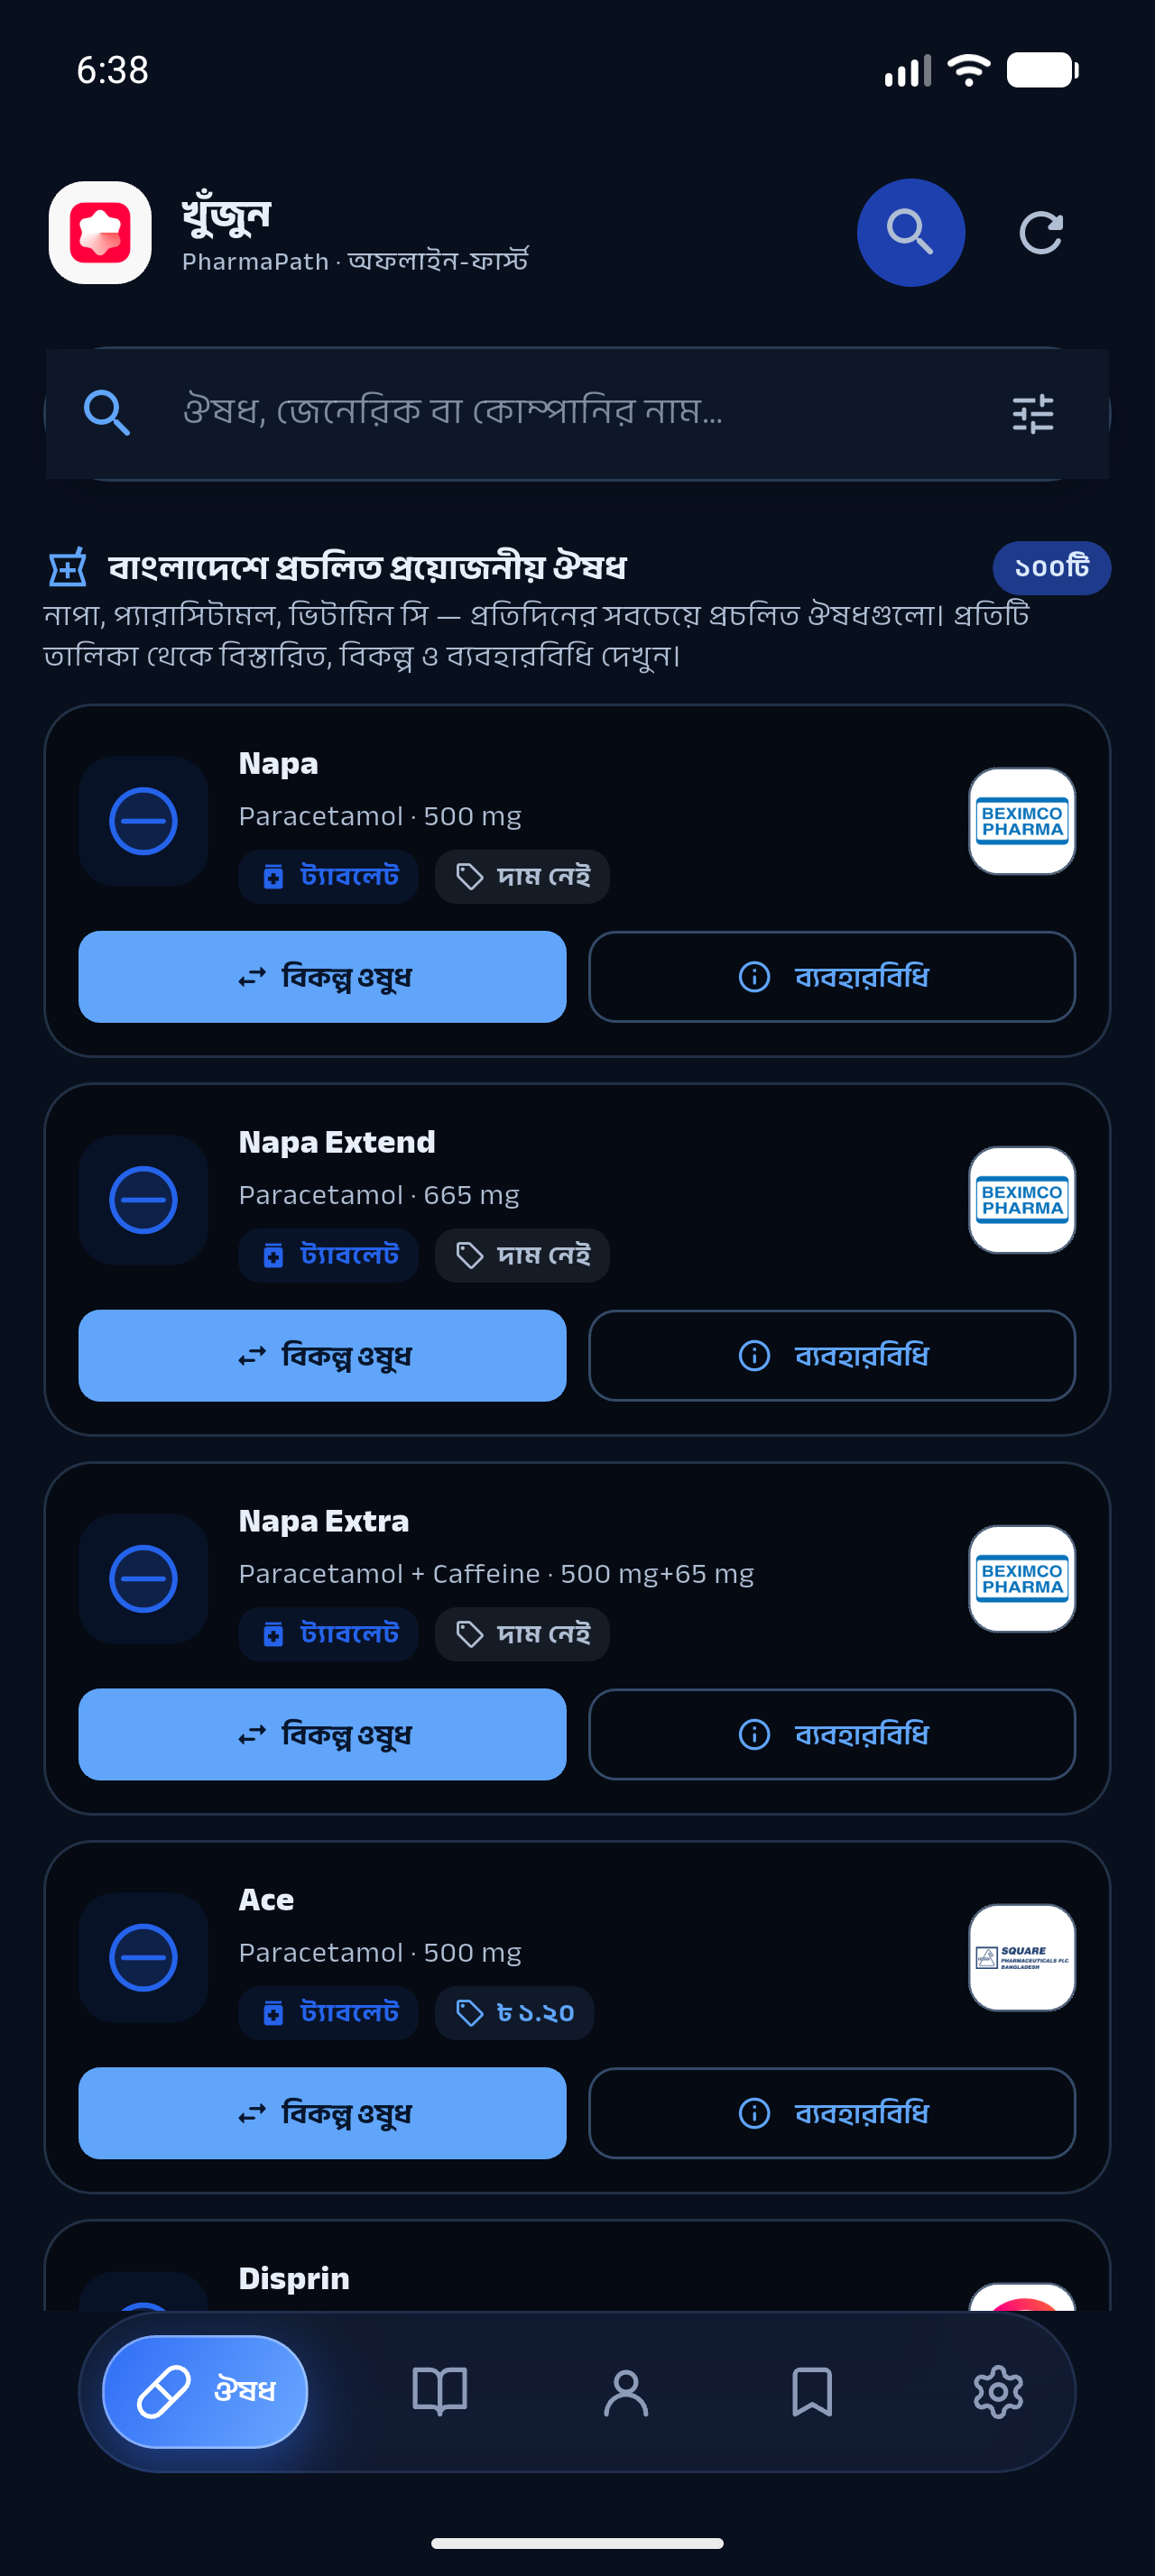 6:38
খুঁজুন
PharmaPath · অফলাইন-ফার্স্ট
ঔষধ, জেনেরিক বা কোম্পানির নাম...
বাংলাদেশে প্রচলিত প্রয়োজনীয় ঔষধ
১০০টি
নাপা, প্যারাসিটামল, ভিটামিন সি — প্রতিদিনের সবচেয়ে প্রচলিত ঔষধগুলো। প্রতিটি
তালিকা থেকে বিস্তারিত, বিকল্প ও ব্যবহারবিধি দেখুন।
Napa
Paracetamol · 500 mg
ট্যাবলেট
দাম নেই
BEXIMCO
PHARMA
বিকল্প ওষুধ
ব্যবহারবিধি
Napa Extend
Paracetamol · 665 mg
ট্যাবলেট
দাম নেই
BEXIMCO
PHARMA
বিকল্প ওষুধ
ব্যবহারবিধি
Napa Extra
Paracetamol + Caffeine · 500 mg+65 mg
ট্যাবলেট
দাম নেই
BEXIMCO
PHARMA
বিকল্প ওষুধ
ব্যবহারবিধি
Ace
Paracetamol · 500 mg
ট্যাবলেট
৳ ১.২০
SQUARE
PHARMACEUTICALS PLC
BANGLADESH
বিকল্প ওষুধ
ব্যবহারবিধি
Disprin
ঔষধ